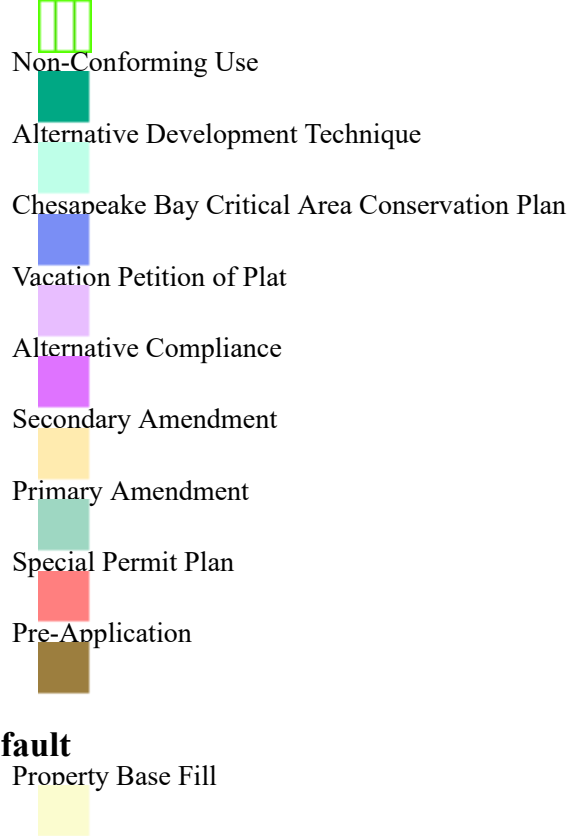 Non-Conforming Use
Alternative Development Technique
Chesapeake Bay Critical Area Conservation Plan
Vacation Petition of Plat
Alternative Compliance
Secondary Amendment
Primary Amendment
Special Permit Plan
Pre-Application
fault
Property Base Fill